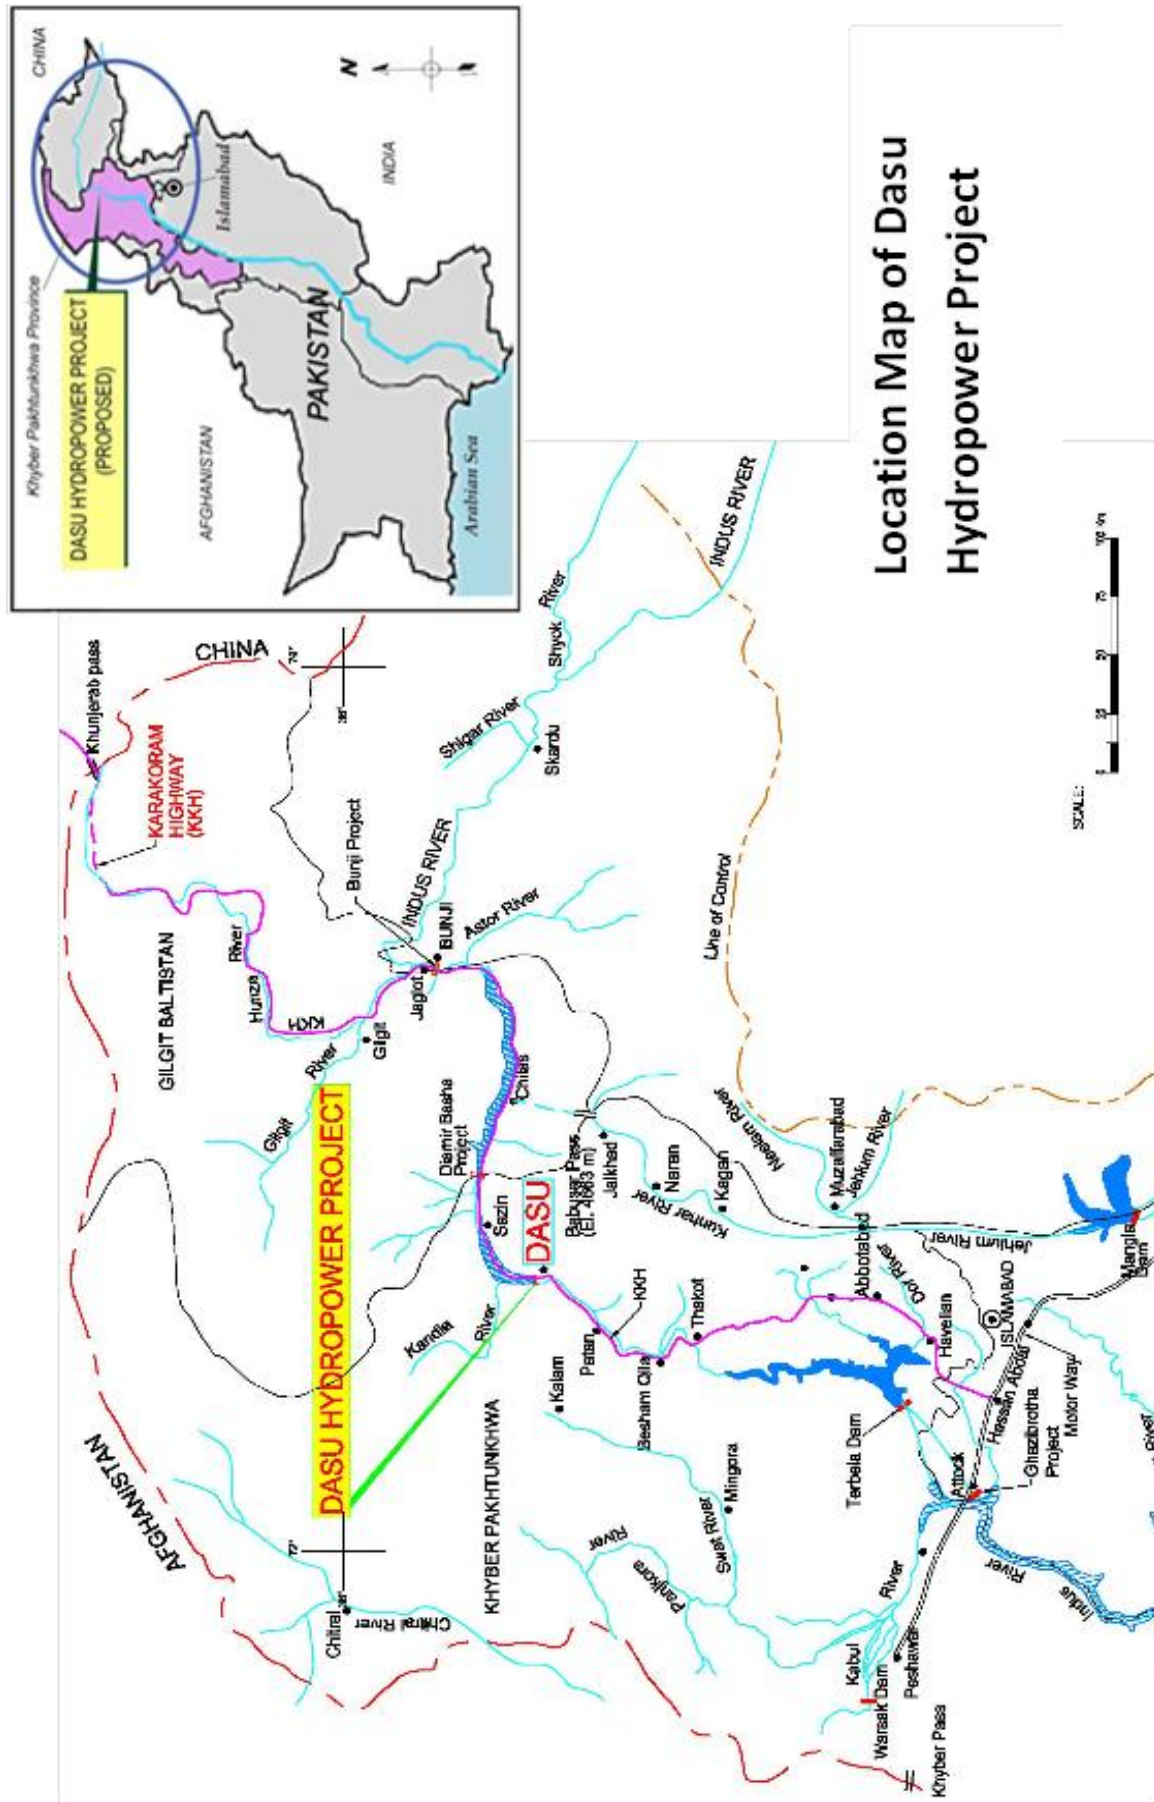 CHINA
N
Khyber Pakhtunkhwa Province
DASU HYDROPOWER PROJECT
(PROPOSED)
Islamabad
INDIA
AFGHANISTAN
PAKISTAN
Arabian Sea
Location Map of Dasu
Hydropower Project
Khunjerab pass
CHINA
KARAKORAM
HIGHWAY
(KKH)
GILGIT BALTISTAN
Hunza
River
KKH
Gilgit
River
Gilgit
Jaglot
BUNJI
Bunji Project
INDUS RIVER
Astor River
Shigar River
Skardu
Shyok
River
INDUS RIVER
Line of Control
DASU HYDROPOWER PROJECT
AFGHANISTAN
Diamir Basha
Project
Chilas
Sazin
DASU
Babusar Pass
Jalkhad
Naran
Kagan
Kunhar River
Neelam River
Muzaffarabad
Jehlum River
Jehlum River
Mangla
Dam
Kandia
River
Kalam
Patan
KKH
Besham Qila
Thakot
Abbotabad
Dor River
Havelian
ISLAMABAD
Hassan Abdal
Motor Way
Ghazibrotha
Project
Attock
Terbela Dam
KHYBER PAKHTUNKHWA
Chitral
Chitral River
Panjkora
River
Swat River
Mingora
Kabul
River
Warsak Dam
Peshawar
Khyber Pass
Indus
River
River
SCALE: